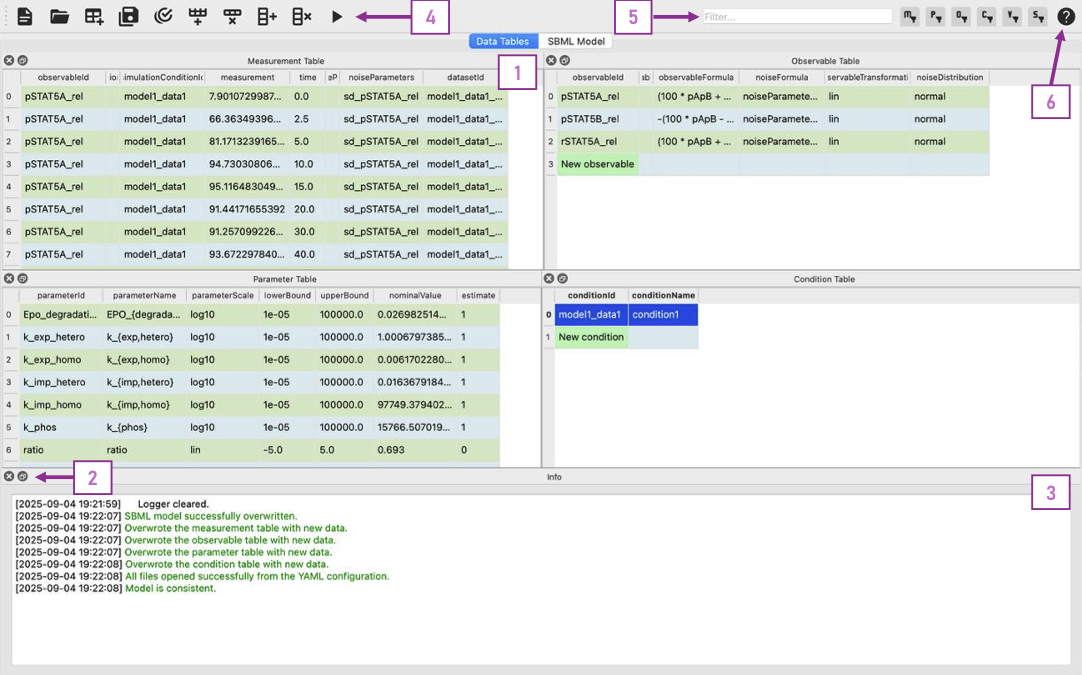 4
5
Filter...
M
P
O
C
V
S
?
Data Tables SBML Model
Measurement Table
1
observableId imulationConditionId measurement time oP noiseParameters datasetId
0 pSTAT5A_rel model1_data1 7.9010729987... 0.0 sd_pSTAT5A_rel model1_data1_...
1 pSTAT5A_rel model1_data1 66.36349396... 2.5 sd_pSTAT5A_rel model1_data1_...
2 pSTAT5A_rel model1_data1 81.1713239165... 5.0 sd_pSTAT5A_rel model1_data1_...
3 pSTAT5A_rel model1_data1 94.73030806... 10.0 sd_pSTAT5A_rel model1_data1_...
4 pSTAT5A_rel model1_data1 95.116483049... 15.0 sd_pSTAT5A_rel model1_data1_...
5 pSTAT5A_rel model1_data1 91.44171655392 20.0 sd_pSTAT5A_rel model1_data1_...
6 pSTAT5A_rel model1_data1 91.257099226... 30.0 sd_pSTAT5A_rel model1_data1_...
7 pSTAT5A_rel model1_data1 93.672297840... 40.0 sd_pSTAT5A_rel model1_data1_...
Observable Table
6
observableId observableFormula noiseFormula servableTransformati noiseDistribution
0 pSTAT5A_rel (100 * pApB + ... noiseParamete... lin normal
1 pSTAT5B_rel -(100 * pApB - ... noiseParamete... lin normal
2 rSTAT5A_rel (100 * pApB + ... noiseParamete... lin normal
3 New observable
Parameter Table
parameterId parameterName parameterScale lowerBound upperBound nominalValue estimate
0 Epo_degradati... EPO_{degrada... log10 1e-05 100000.0 0.026982514... 1
1 k_exp_hetero k_{exp,hetero} log10 1e-05 100000.0 1.0006797385... 1
2 k_exp_homo k_{exp,homo} log10 1e-05 100000.0 0.0061702280... 1
3 k_imp_hetero k_{imp,hetero} log10 1e-05 100000.0 0.0163679184... 1
4 k_imp_homo k_{imp,homo} log10 1e-05 100000.0 97749.379402... 1
5 k_phos k_{phos} log10 1e-05 100000.0 15766.507019... 1
6 ratio ratio lin -5.0 5.0 0.693 0
Condition Table
conditionId conditionName
0 model1_data1 condition1
1 New condition
2
Info
3
[2025-09-04 19:21:59] Logger cleared.
[2025-09-04 19:22:07] SBML model successfully overwritten.
[2025-09-04 19:22:07] Overwrote the measurement table with new data.
[2025-09-04 19:22:07] Overwrote the observable table with new data.
[2025-09-04 19:22:07] Overwrote the parameter table with new data.
[2025-09-04 19:22:08] Overwrote the condition table with new data.
[2025-09-04 19:22:08] All files opened successfully from the YAML configuration.
[2025-09-04 19:22:08] Model is consistent.